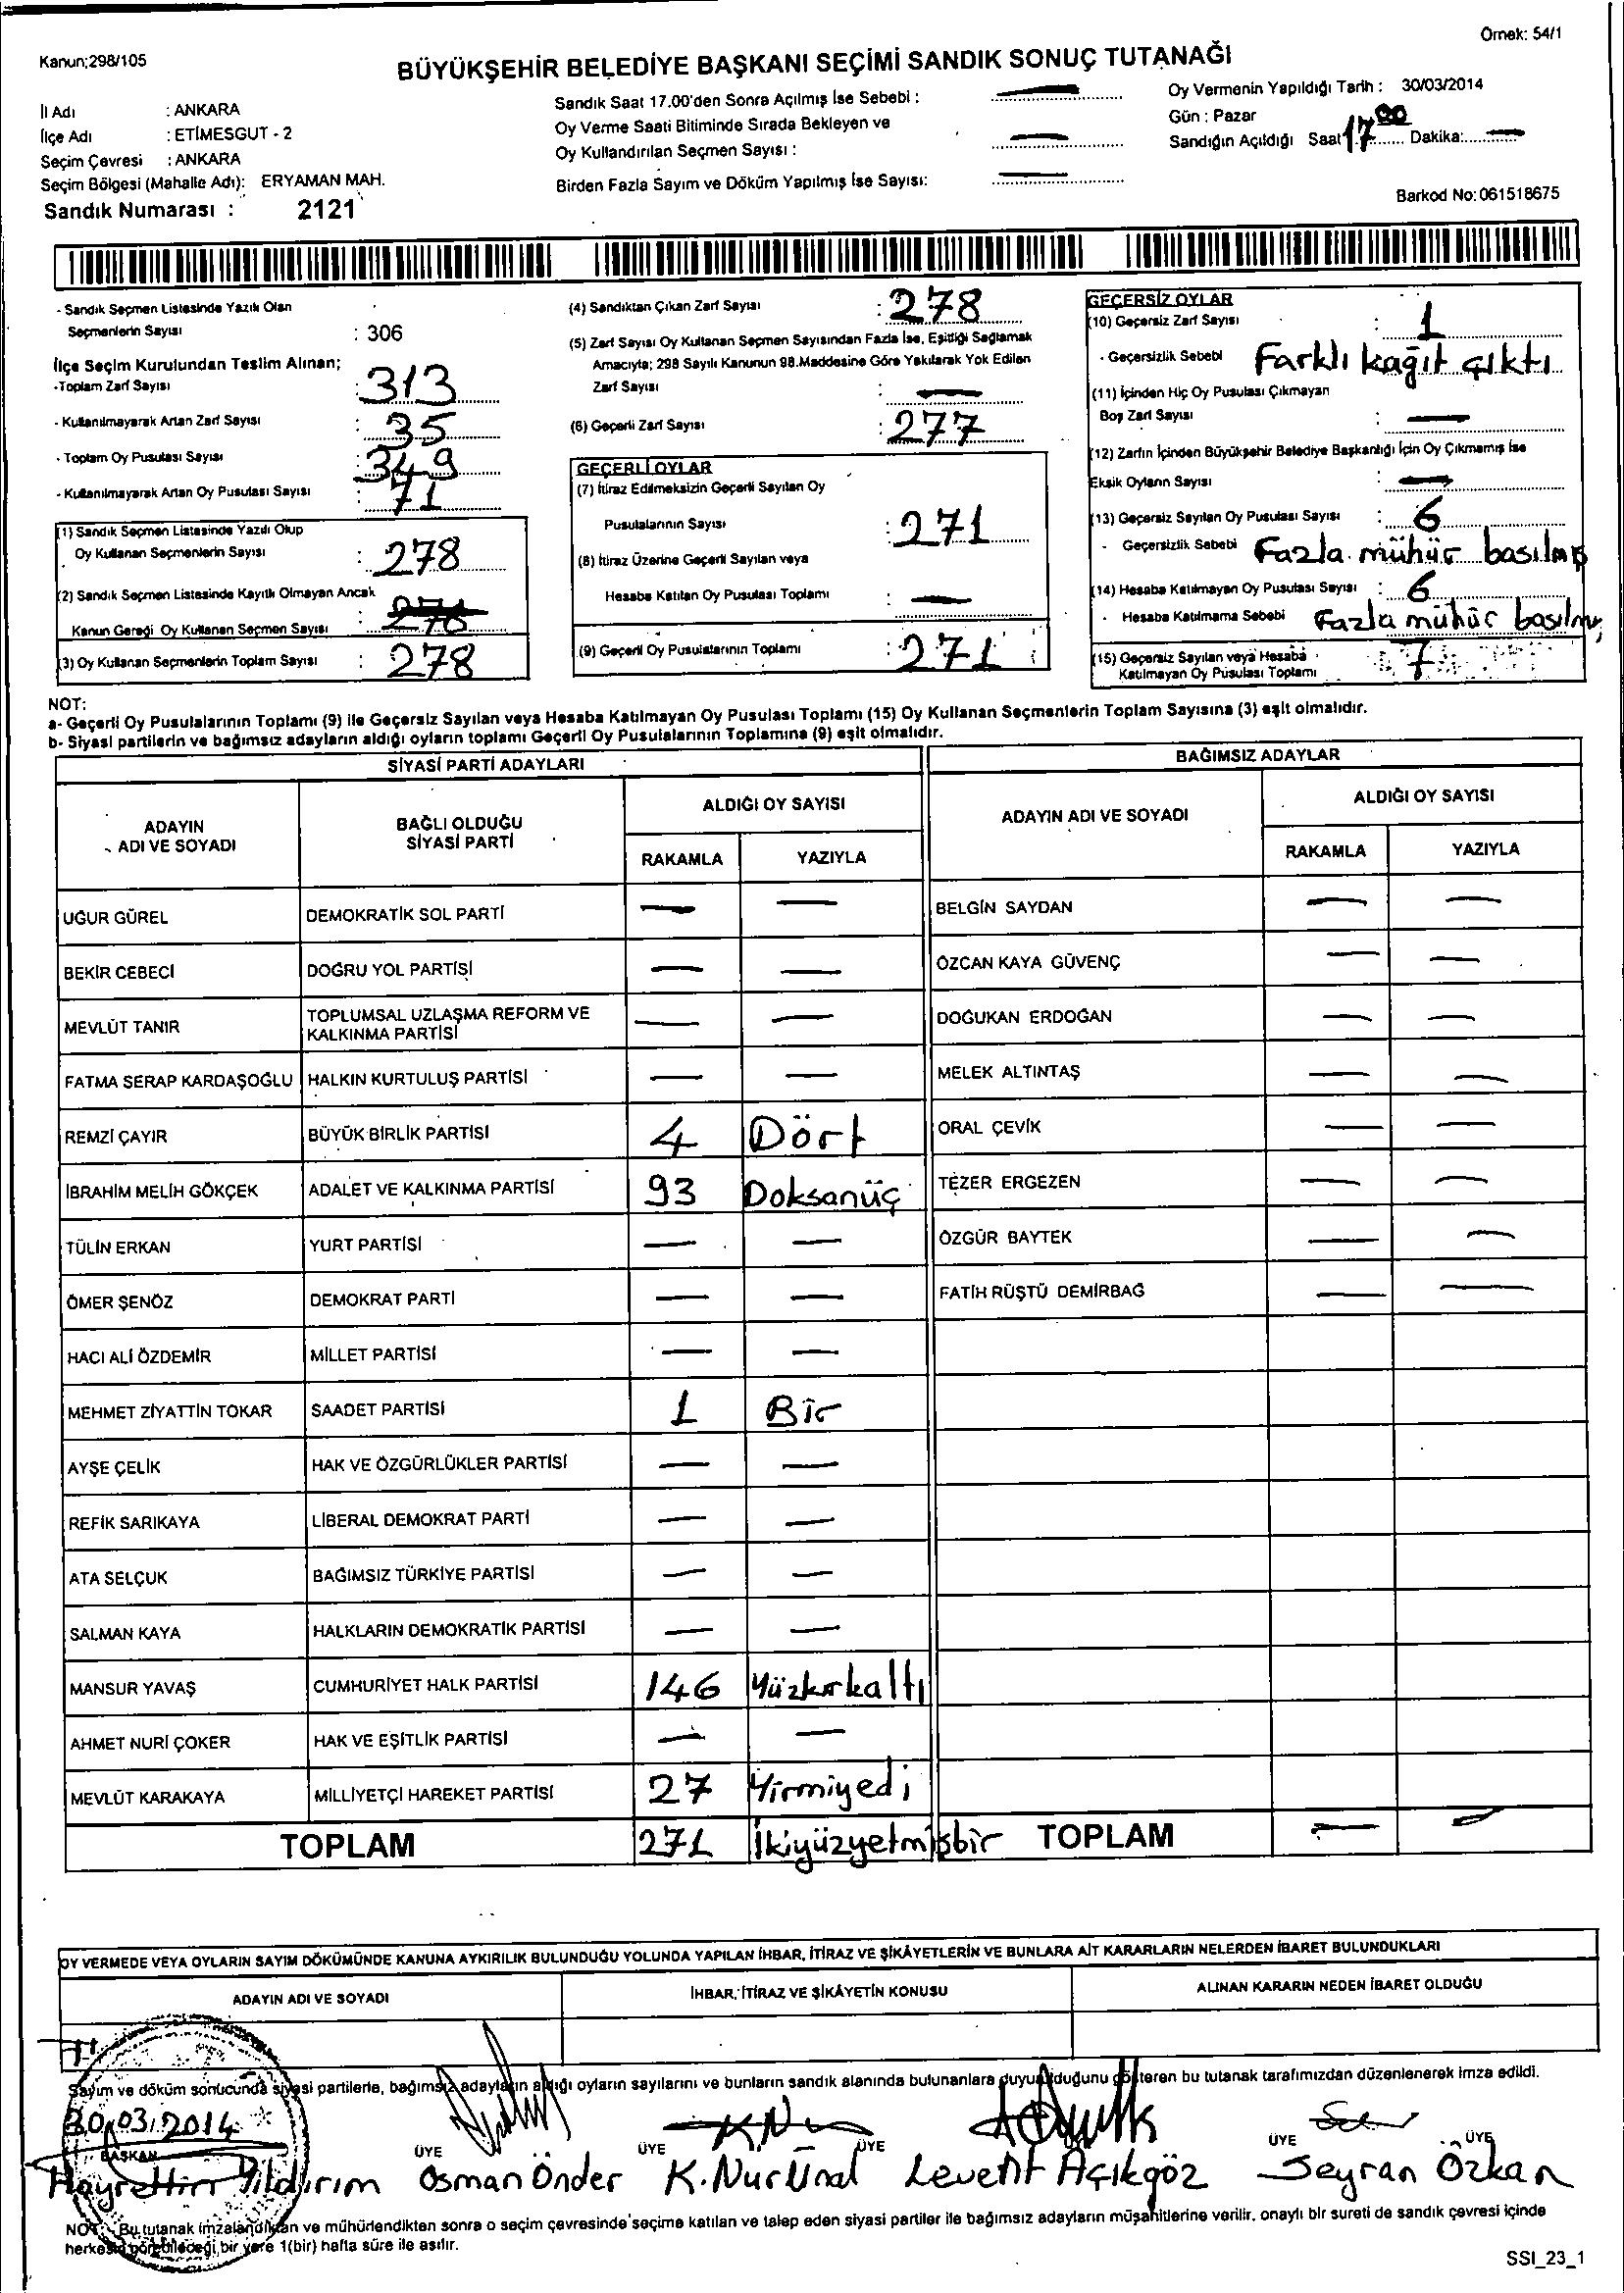 Örnek: 54/1
Kanun;298/105
BÜYÜKŞEHİR BELEDİYE BAŞKANI SEÇİMİ SANDIK SONUÇ TUTANAĞI
İl Adı : ANKARA
İlçe Adı : ETİMESGUT - 2
Seçim Çevresi : ANKARA
Seçim Bölgesi (Mahalle Adı): ERYAMAN MAH.
Sandık Numarası : 2121
Sandık Saat 17.00'den Sonra Açılmış İse Sebebi : —
Oy Verme Saati Bitiminde Sırada Bekleyen ve
Oy Kullandırılan Seçmen Sayısı : —
Birden Fazla Sayım ve Döküm Yapılmış İse Sayısı: —
Oy Vermenin Yapıldığı Tarih : 30/03/2014
Gün : Pazar
Sandığın Açıldığı Saat 17 00 Dakika: —
Barkod No:061518675
- Sandık Seçmen Listesinde Yazılı Olan
Seçmenlerin Sayısı : 306
İlçe Seçim Kurulundan Teslim Alınan;
-Toplam Zarf Sayısı : 313
- Kullanılmayarak Artan Zarf Sayısı : 35
- Toplam Oy Pusulası Sayısı : 349
- Kullanılmayarak Artan Oy Pusulası Sayısı : 71
(1) Sandık Seçmen Listesinde Yazılı Olup
Oy Kullanan Seçmenlerin Sayısı : 278
(2) Sandık Seçmen Listesinde Kayıtlı Olmayan Ancak
Kanun Gereği Oy Kullanan Seçmen Sayısı :
(3) Oy Kullanan Seçmenlerin Toplam Sayısı : 278
(4) Sandıktan Çıkan Zarf Sayısı : 278
(5) Zarf Sayısı Oy Kullanan Seçmen Sayısından Fazla İse, Eşitliği Sağlamak
Amacıyla; 298 Sayılı Kanunun 98.Maddesine Göre Yakılarak Yok Edilen
Zarf Sayısı : —
(6) Geçerli Zarf Sayısı : 277
GEÇERLİ OYLAR
(7) İtiraz Edilmeksizin Geçerli Sayılan Oy
Pusulalarının Sayısı : 271
(8) İtiraz Üzerine Geçerli Sayılan veya
Hesaba Katılan Oy Pusulası Toplamı : —
(9) Geçerli Oy Pusulalarının Toplamı : 271
GEÇERSİZ OYLAR
(10) Geçersiz Zarf Sayısı : 1
- Geçersizlik Sebebi Farklı kağıt çıktı
(11) İçinden Hiç Oy Pusulası Çıkmayan
Boş Zarf Sayısı : —
(12) Zarfın İçinden Büyükşehir Belediye Başkanlığı İçin Oy Çıkmamış İse
Eksik Oyların Sayısı : —
(13) Geçersiz Sayılan Oy Pusulası Sayısı : 6
- Geçersizlik Sebebi Fazla mühür basılmış
(14) Hesaba Katılmayan Oy Pusulası Sayısı : 6
- Hesaba Katılmama Sebebi Fazla mühür basılmış
(15) Geçersiz Sayılan veya Hesaba
Katılmayan Oy Pusulası Toplamı : 7
NOT:
a- Geçerli Oy Pusulalarının Toplamı (9) ile Geçersiz Sayılan veya Hesaba Katılmayan Oy Pusulası Toplamı (15) Oy Kullanan Seçmenlerin Toplam Sayısına (3) eşit olmalıdır.
b- Siyasi partilerin ve bağımsız adayların aldığı oyların toplamı Geçerli Oy Pusulalarının Toplamına (9) eşit olmalıdır.
SİYASİ PARTİ ADAYLARI
ADAYIN ADI VE SOYADI BAĞLI OLDUĞU SİYASİ PARTİ ALDIĞI OY SAYISI
RAKAMLA YAZIYLA
UĞUR GÜREL DEMOKRATİK SOL PARTİ — —
BEKİR CEBECİ DOĞRU YOL PARTİSİ — —
MEVLÜT TANIR TOPLUMSAL UZLAŞMA REFORM VE KALKINMA PARTİSİ — —
FATMA SERAP KARDAŞOĞLU HALKIN KURTULUŞ PARTİSİ — —
REMZİ ÇAYIR BÜYÜK BİRLİK PARTİSİ 4 Dört
İBRAHİM MELİH GÖKÇEK ADALET VE KALKINMA PARTİSİ 93 Doksanüç
TÜLİN ERKAN YURT PARTİSİ — —
ÖMER ŞENÖZ DEMOKRAT PARTİ — —
HACI ALİ ÖZDEMİR MİLLET PARTİSİ — —
MEHMET ZİYATTİN TOKAR SAADET PARTİSİ 1 Bir
AYŞE ÇELİK HAK VE ÖZGÜRLÜKLER PARTİSİ — —
REFİK SARIKAYA LİBERAL DEMOKRAT PARTİ — —
ATA SELÇUK BAĞIMSIZ TÜRKİYE PARTİSİ — —
SALMAN KAYA HALKLARIN DEMOKRATİK PARTİSİ — —
MANSUR YAVAŞ CUMHURİYET HALK PARTİSİ 146 Yüzkırkaltı
AHMET NURİ ÇOKER HAK VE EŞİTLİK PARTİSİ — —
MEVLÜT KARAKAYA MİLLİYETÇİ HAREKET PARTİSİ 27 Yirmiyedi
TOPLAM 271 İkiyüzyetmişbir
BAĞIMSIZ ADAYLAR
ADAYIN ADI VE SOYADI ALDIĞI OY SAYISI
RAKAMLA YAZIYLA
BELGİN SAYDAN — —
ÖZCAN KAYA GÜVENÇ — —
DOĞUKAN ERDOĞAN — —
MELEK ALTINTAŞ — —
ORAL ÇEVİK — —
TEZER ERGEZEN — —
ÖZGÜR BAYTEK — —
FATİH RÜŞTÜ DEMİRBAĞ — —
TOPLAM — —
OY VERMEDE VEYA OYLARIN SAYIM DÖKÜMÜNDE KANUNA AYKIRILIK BULUNDUĞU YOLUNDA YAPILAN İHBAR, İTİRAZ VE ŞİKÂYETLERİN VE BUNLARA AİT KARARLARIN NELERDEN İBARET BULUNDUKLARI
ADAYIN ADI VE SOYADI İHBAR, İTİRAZ VE ŞİKÂYETİN KONUSU ALINAN KARARIN NEDEN İBARET OLDUĞU
Sayım ve döküm sonucunda siyasi partilerle, bağımsız adayların aldığı oyların sayılarını ve bunların sandık alanında bulunanlara duyurulduğunu gösteren bu tutanak tarafımızdan düzenlenerek imza edildi.
30.03.2014
BAŞKAN ÜYE ÜYE ÜYE ÜYE ÜYE
Hayrettin Yıldırım Osman Önder K.Nur Ünal Levent Açıkgöz Seyran Özkan
NOT: Bu tutanak imzalandıktan ve mühürlendikten sonra o seçim çevresinde seçime katılan ve talep eden siyasi partiler ile bağımsız adayların müşahitlerine verilir, onaylı bir sureti de sandık çevresi içinde
herkesin görebileceği bir yere 1(bir) hafta süre ile asılır.
SSI_23_1